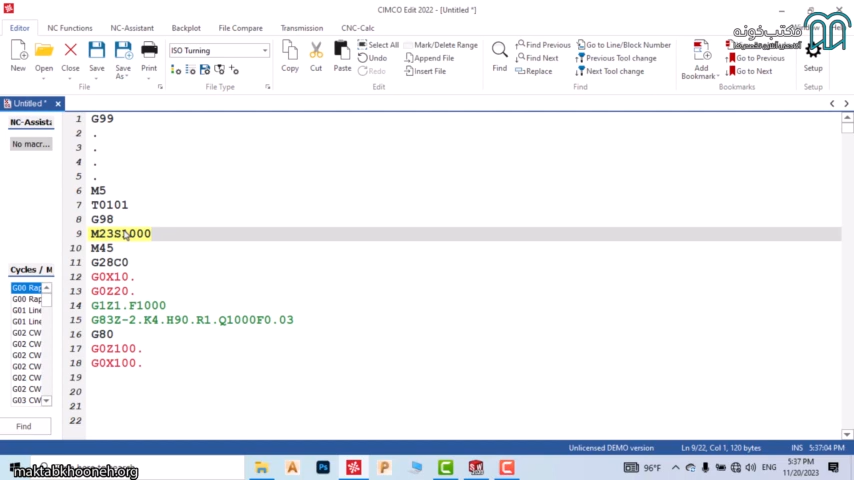 CIMCO Edit 2022 - [Untitled *]
Editor
NC Functions
NC-Assistant
Backplot
File Compare
Transmission
CNC-Calc
New
Open
Close
Save
Save As
Print
File
ISO Turning
File Type
Copy
Cut
Paste
Select All
Undo
Redo
Mark/Delete Range
Append File
Insert File
Edit
Find
Find Previous
Find Next
Replace
Go to Line/Block Number
Previous Tool change
Next Tool change
Find
Add Bookmark
Go to Previous
Go to Next
Bookmarks
Setup
Setup
مکتب‌خونه
Untitled *
NC-Assista
No macr...
Cycles / M
G00 Rap
G00 Rap
G01 Line
G01 Line
G02 CW
G02 CW
G02 CW
G02 CW
G02 CW
G02 CW
G03 CW
Find
1 G99
2 .
3 .
4 .
5 .
6 M5
7 T0101
8 G98
9 M23S1000
10 M45
11 G28C0
12 G0X10.
13 G0Z20.
14 G1Z1.F1000
15 G83Z-2.K4.H90.R1.Q1000F0.03
16 G80
17 G0Z100.
18 G0X100.
19
20
21
22
Unlicensed DEMO version
Ln 9/22, Col 1, 120 bytes
INS
5:37:04 PM
maktabkhooneh.org
96°F
ENG
5:37 PM
11/20/2023